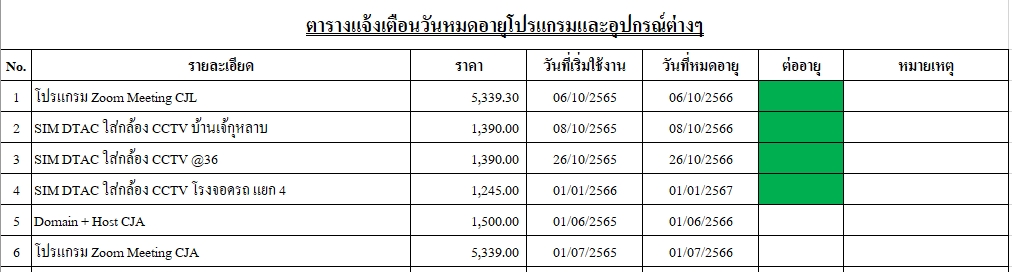 ตารางแจ้งเตือนวันหมดอายุโปรแกรมและอุปกรณ์ต่างๆ
No. รายละเอียด ราคา วันที่เริ่มใช้งาน วันที่หมดอายุ ต่ออายุ หมายเหตุ
1 โปรแกรม Zoom Meeting CJL 5,339.30 06/10/2565 06/10/2566
2 SIM DTAC ใส่กล้อง CCTV บ้านเจ้กุหลาบ 1,390.00 08/10/2565 08/10/2566
3 SIM DTAC ใส่กล้อง CCTV @36 1,390.00 26/10/2565 26/10/2566
4 SIM DTAC ใส่กล้อง CCTV โรงจอดรถ แยก 4 1,245.00 01/01/2566 01/01/2567
5 Domain + Host CJA 1,500.00 01/06/2565 01/06/2566
6 โปรแกรม Zoom Meeting CJA 5,339.00 01/07/2565 01/07/2566